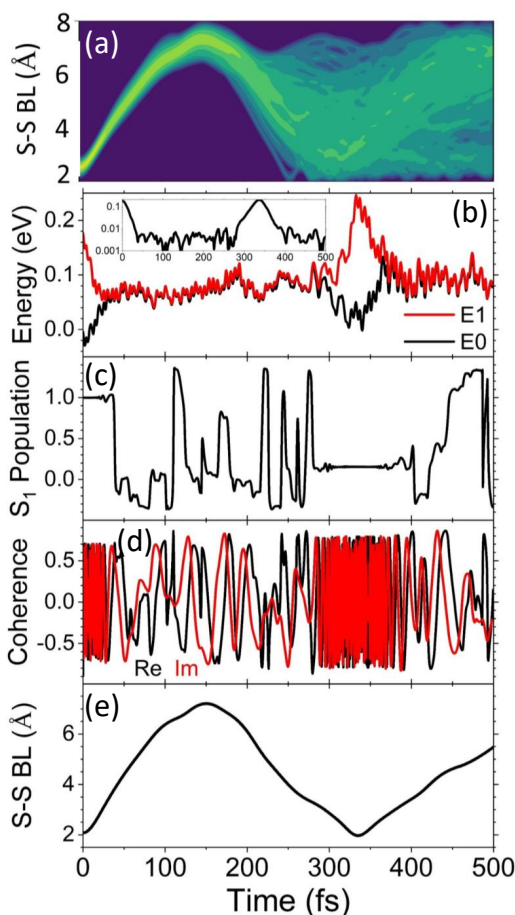 (a)
S-S BL (Å)
8
6
4
2
(b)
Energy (eV)
0.2
0.1
0.0
0.1
0.01
0.001
0 100 200 300 400 500
E1
E0
(c)
S1 Population
1.0
0.5
0.0
(d)
Coherence
0.5
0.0
-0.5
Re Im
(e)
S-S BL (Å)
6
4
2
0 100 200 300 400 500
Time (fs)